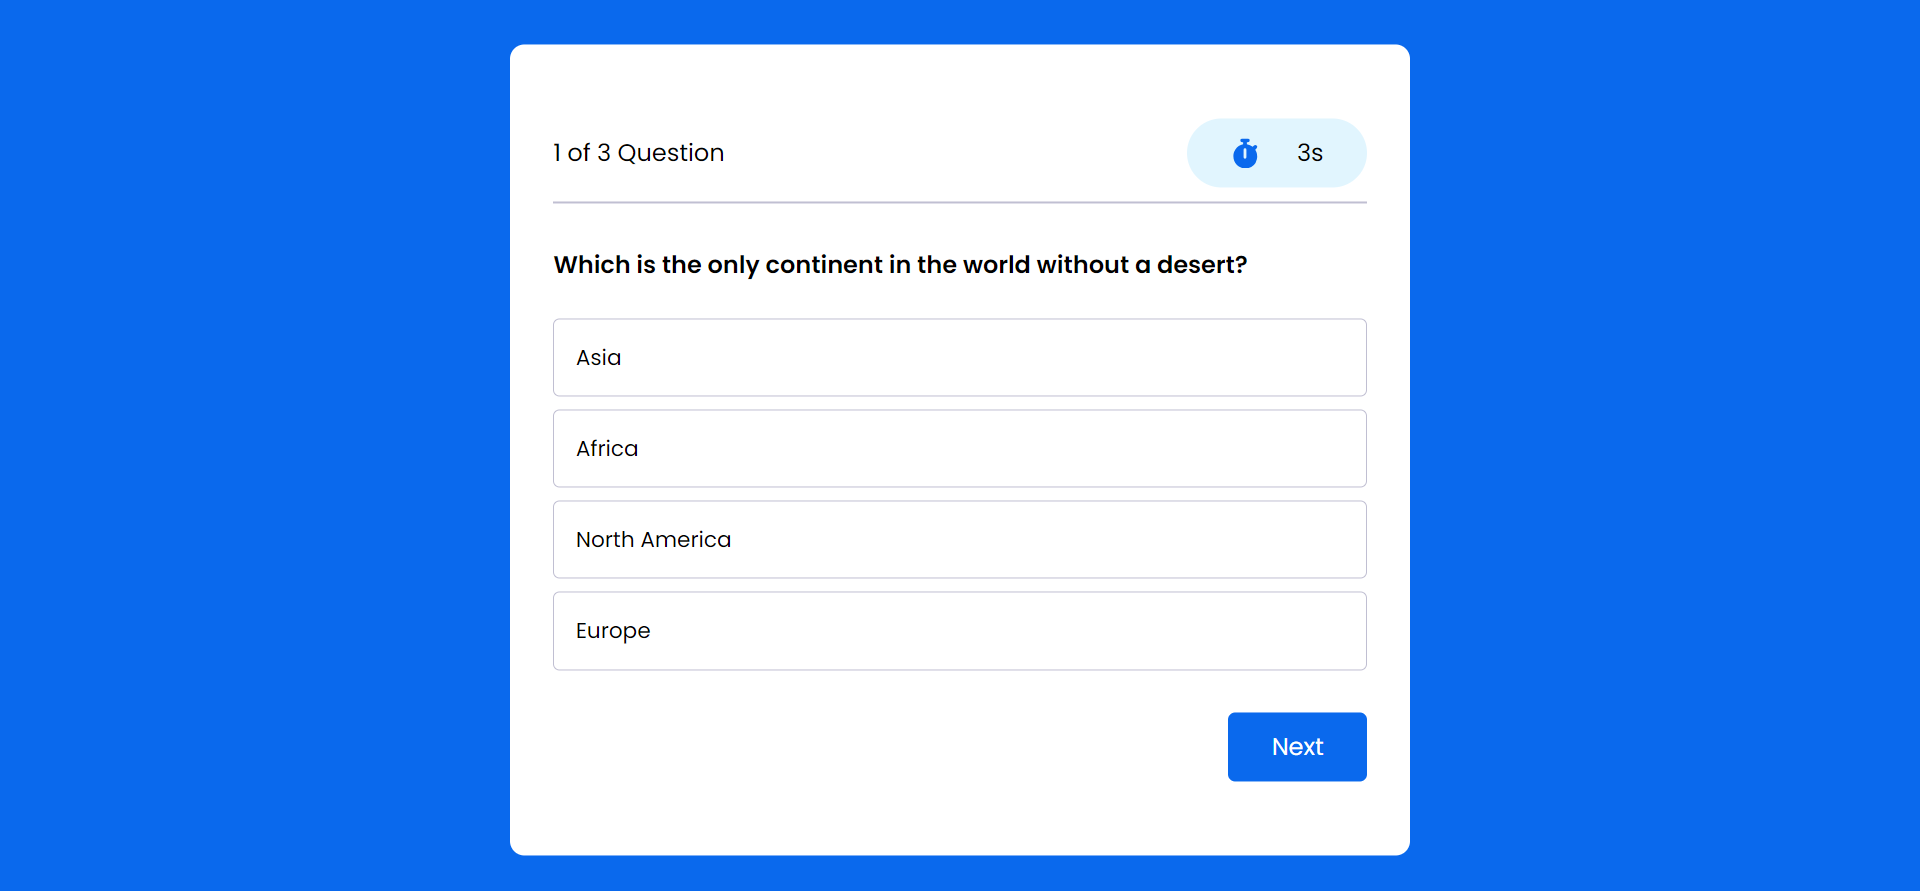 1 of 3 Question
3s
Which is the only continent in the world without a desert?
Asia
Africa
North America
Europe
Next